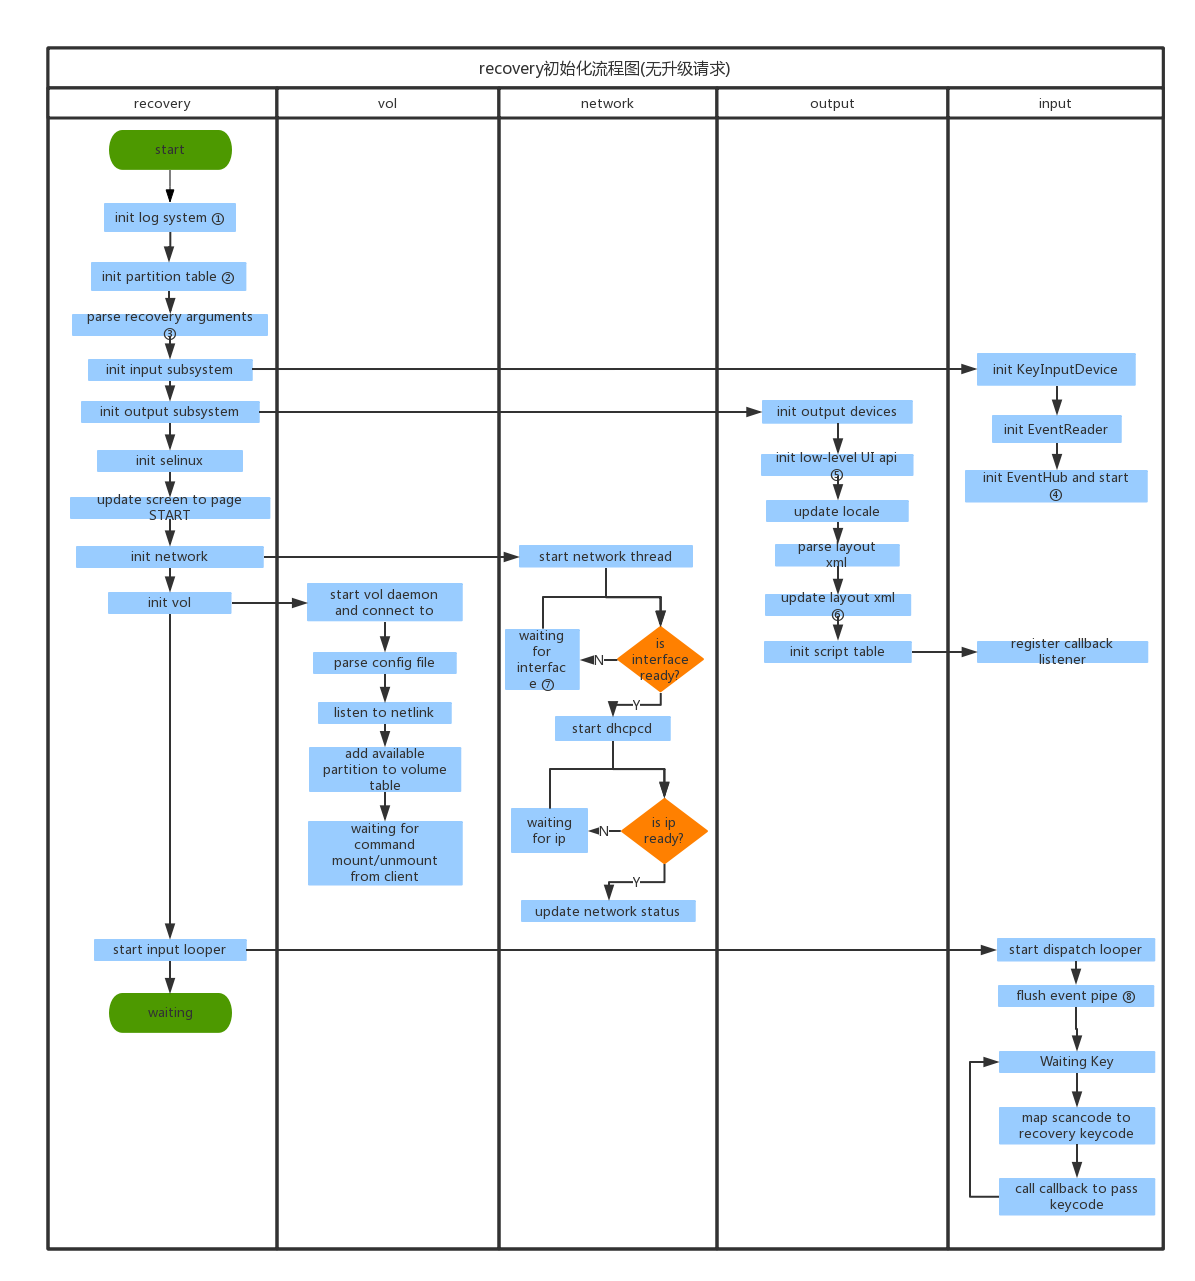 recovery初始化流程图(无升级请求)
recovery
vol
network
output
input
start
init log system ①
init partition table ②
parse recovery arguments
③
init input subsystem
init output subsystem
init selinux
update screen to page
START
init network
init vol
start input looper
waiting
start vol daemon
and connect to
parse config file
listen to netlink
add available
partition to volume
table
waiting for
command
mount/unmount
from client
start network thread
is
interface
ready?
N
waiting
for
interfac
e ⑦
Y
start dhcpcd
is ip
ready?
N
waiting
for ip
Y
update network status
init output devices
init low-level UI api
⑤
update locale
parse layout
xml
update layout xml
⑥
init script table
init KeyInputDevice
init EventReader
init EventHub and start
④
register callback
listener
start dispatch looper
flush event pipe ⑧
Waiting Key
map scancode to
recovery keycode
call callback to pass
keycode